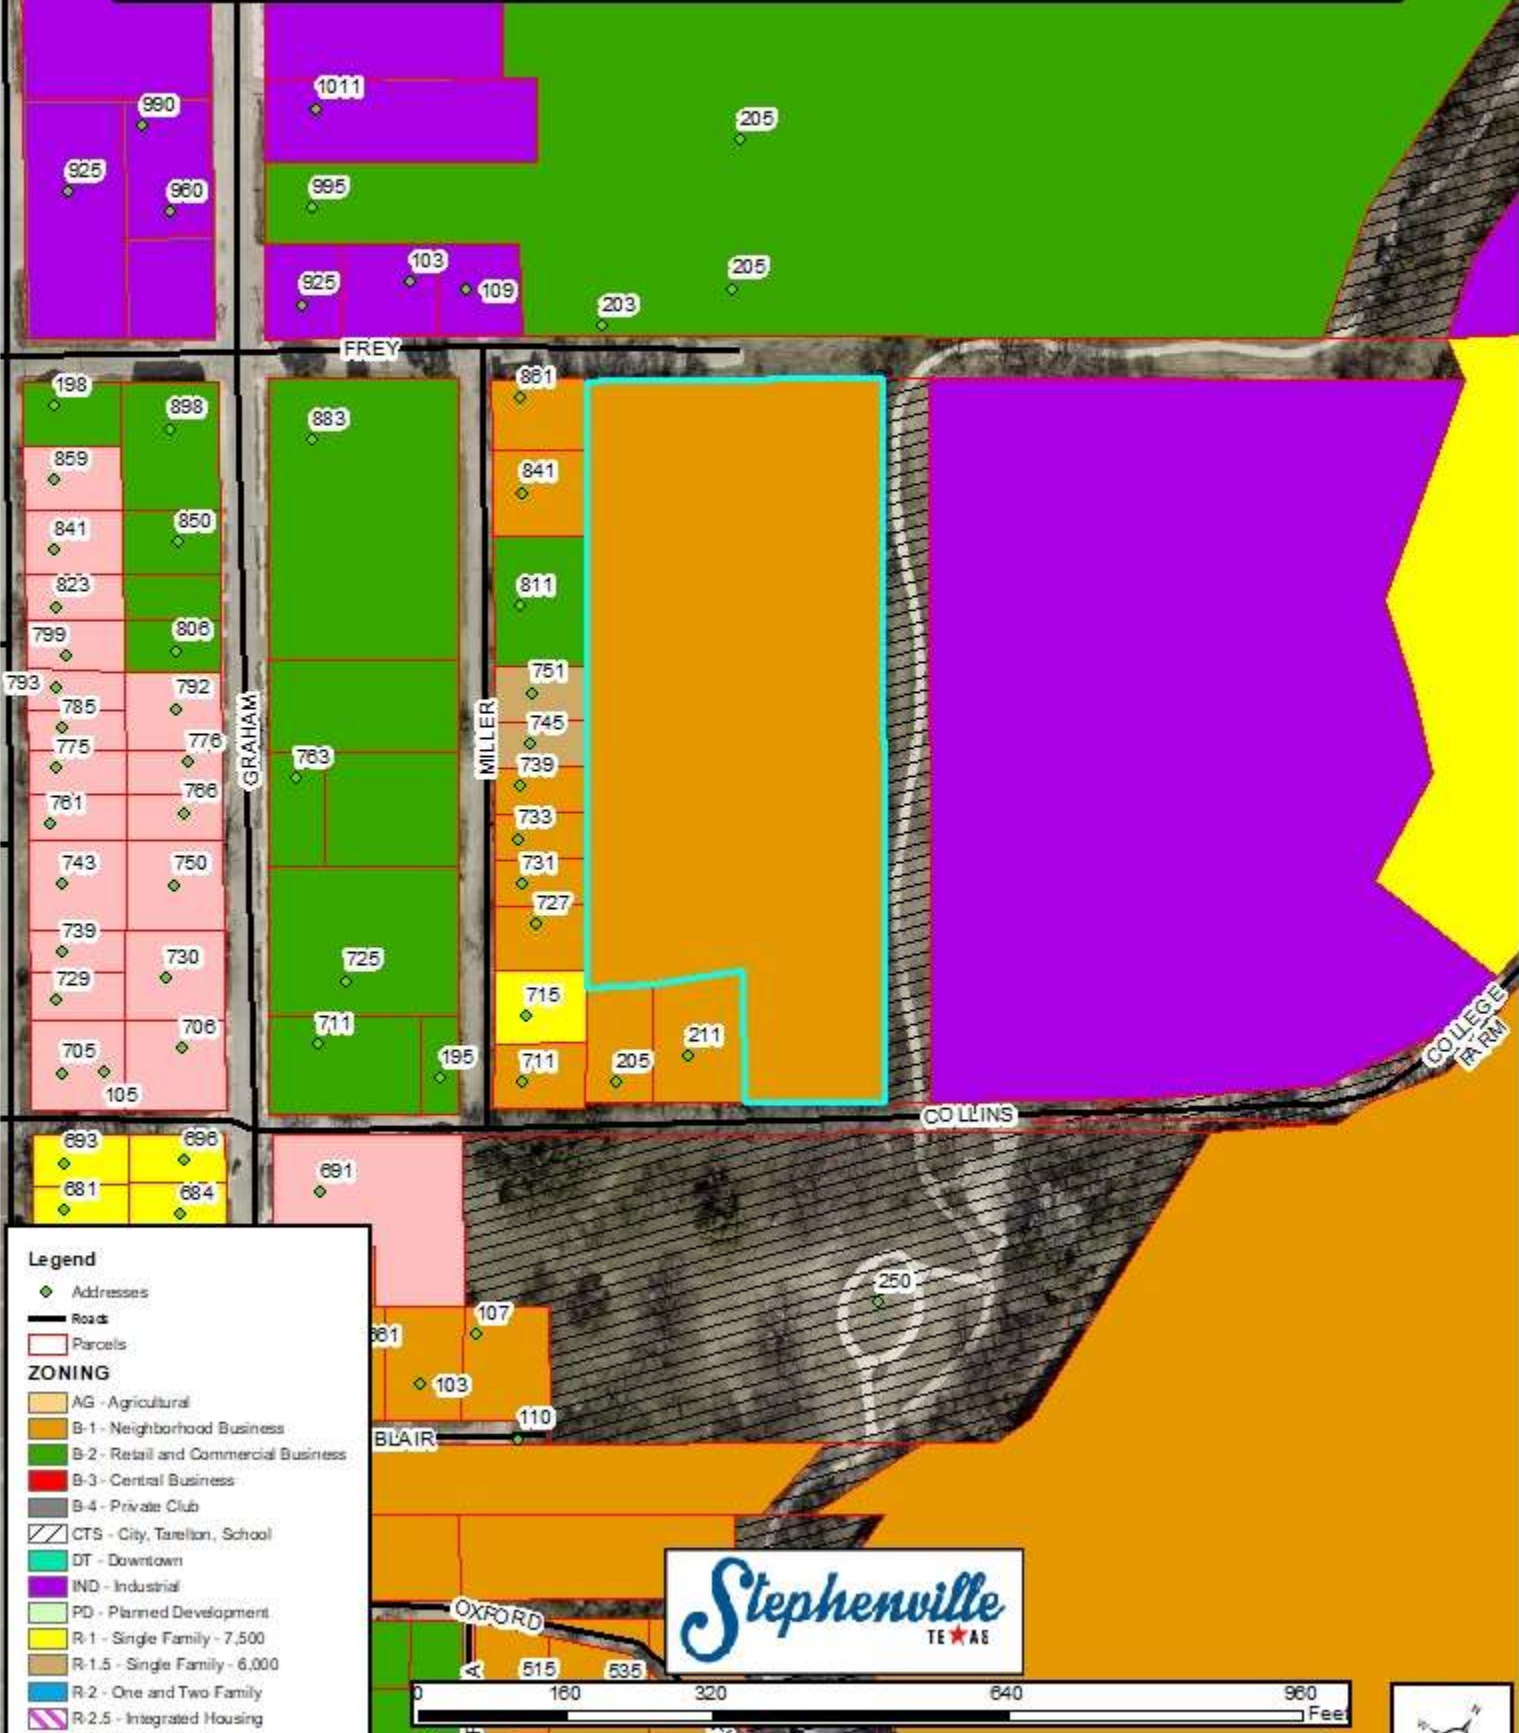 1011
990
205
925
960
995
103
925
109
205
203
FREY
861
198
898
883
859
841
841
850
823
811
799
806
793
792
751
785
745
775
776
763
739
GRAHAM
MILLER
761
766
733
743
750
731
727
739
730
725
729
715
711
706
211
705
105
195
711
205
COLLEGE
FARM
COLLINS
693
696
681
684
691
250
107
103
110
BLAIR
Legend
Addresses
Roads
Parcels
ZONING
AG - Agricultural
B-1 - Neighborhood Business
B-2 - Retail and Commercial Business
B-3 - Central Business
B-4 - Private Club
CTS - City, Tarelton, School
DT - Downtown
IND - Industrial
PD - Planned Development
R-1 - Single Family - 7,500
R-1.5 - Single Family - 6,000
R-2 - One and Two Family
R-2.5 - Integrated Housing
OXFORD
Stephenville
TEXAS
515
535
0 160 320 640 960
Feet